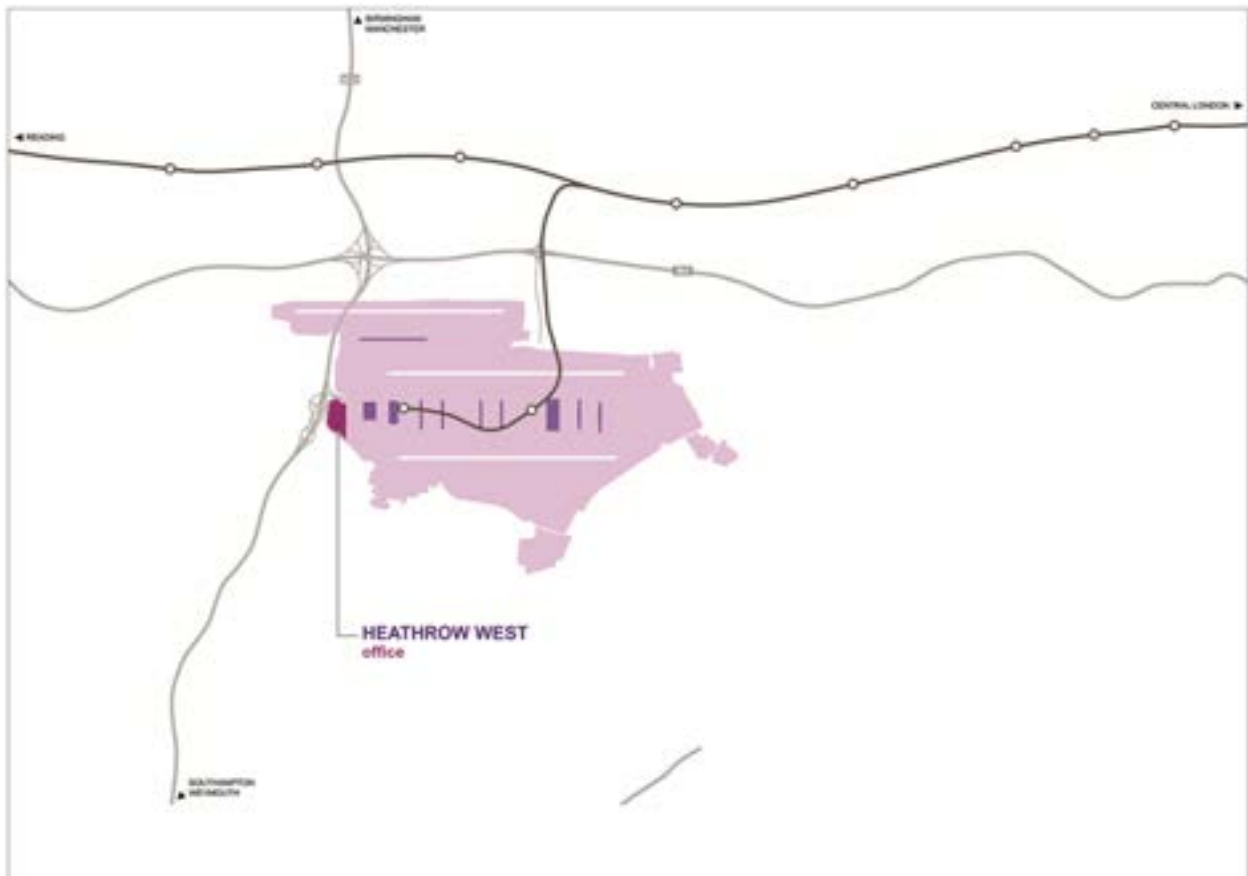 BIRMINGHAM
MANCHESTER
CENTRAL LONDON
READING
HEATHROW WEST
office
SOUTHAMPTON
WEYMOUTH